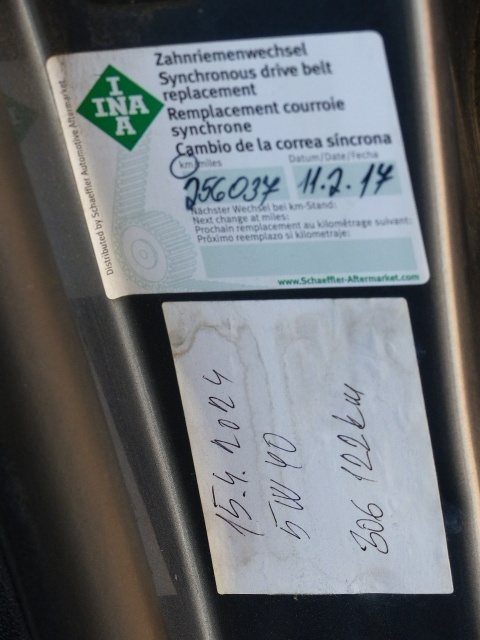 INA
INA
Zahnriemenwechsel
Synchronous drive belt
replacement
Remplacement courroie
synchrone
Cambio de la correa síncrona
km/miles
Datum/Date/Fecha
256037
11.2.17
Nächster Wechsel bei km-Stand:
Next change at miles:
Prochain remplacement au kilométrage suivant:
Próximo reemplazo si kilometraje:
www.Schaeffler-Aftermarket.com
Distributed by Schaeffler Automotive Aftermarket
15.4.2024
5W40
306 122km